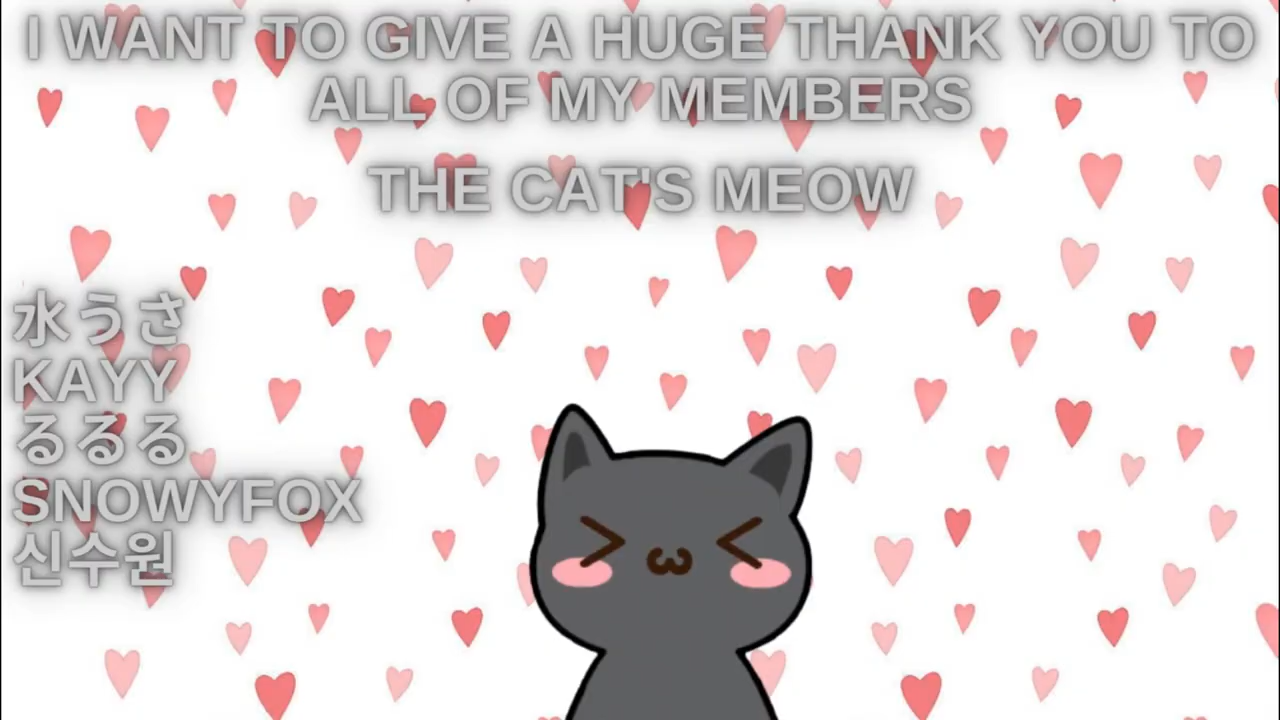 I WANT TO GIVE A HUGE THANK YOU TO
ALL OF MY MEMBERS
THE CAT'S MEOW
水うさ
KAYY
るるる
SNOWYFOX
신수원